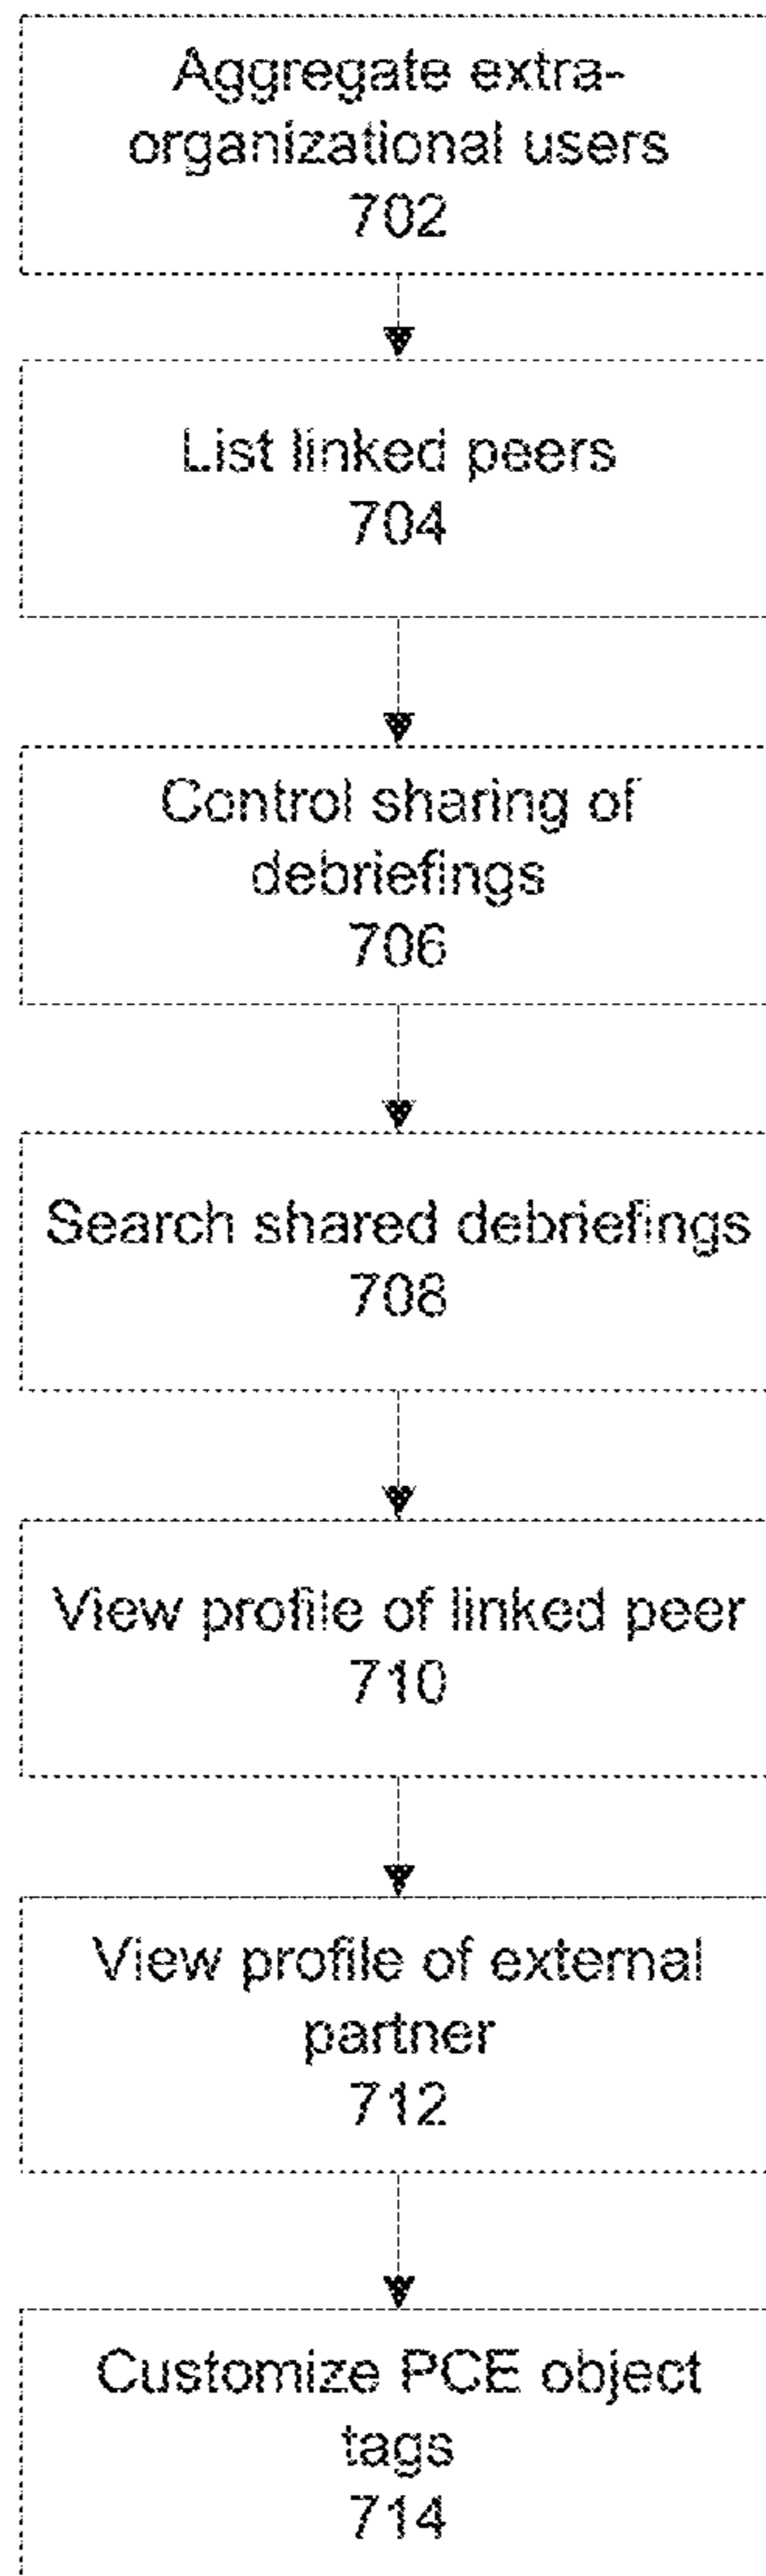 Aggregate extra-
organizational users
702
List linked peers
704
Control sharing of
debriefings
706
Search shared debriefings
708
View profile of linked peer
710
View profile of external
partner
712
Customize PCE object
tags
714